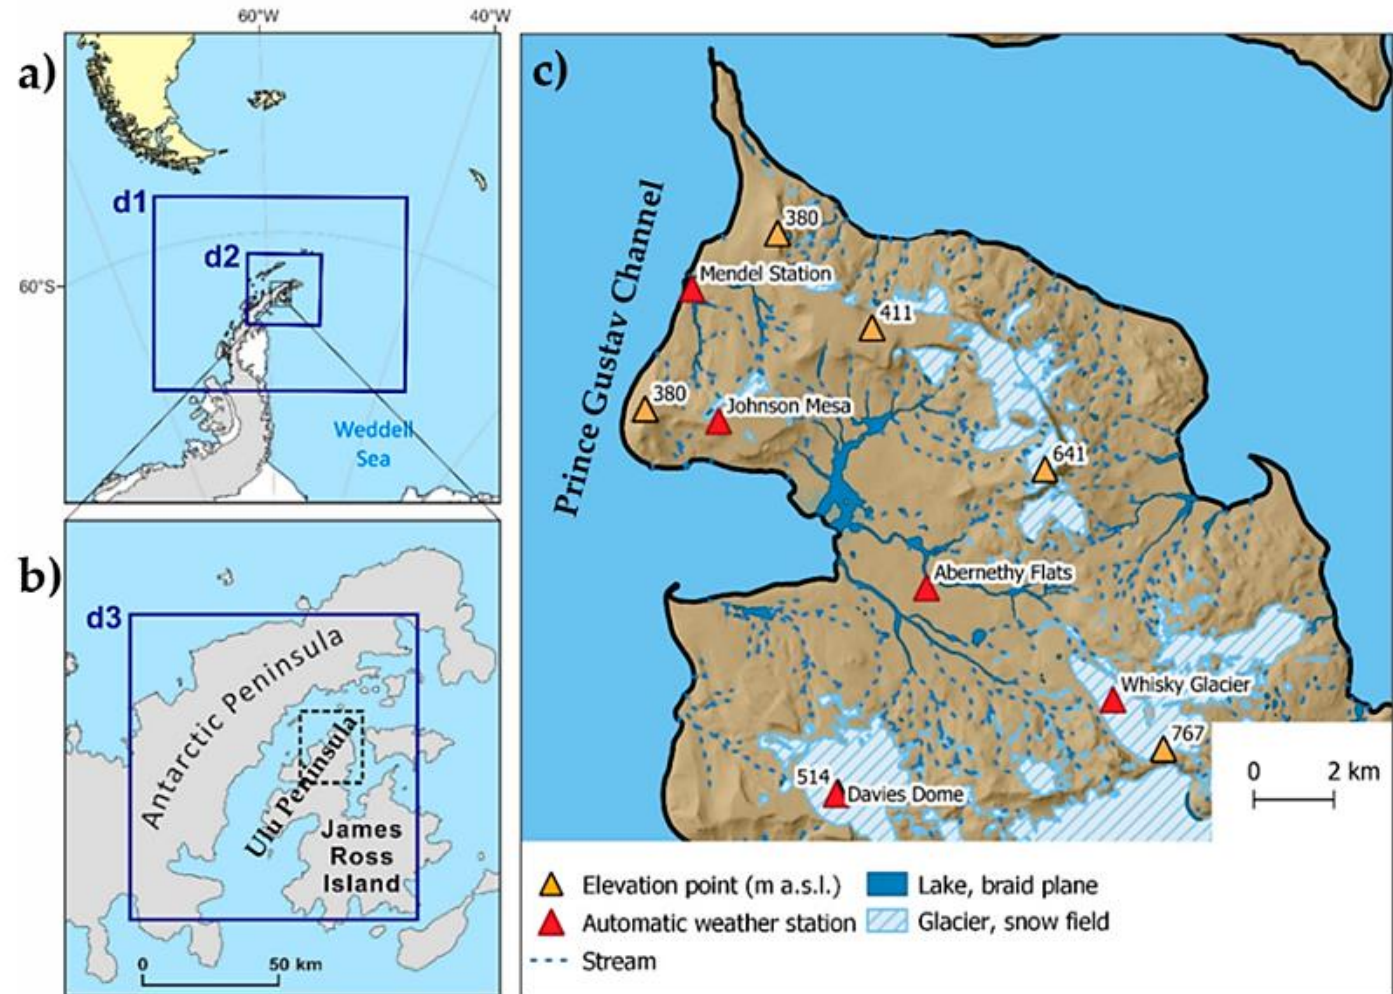 60°W
40°W
a)
d1
d2
60°S
Weddell
Sea
b)
d3
Antarctic Peninsula
Ulu Peninsula
James
Ross
Island
0 50 km
c)
Prince Gustav Channel
380
Mendel Station
411
380
Johnson Mesa
641
Abernethy Flats
Whisky Glacier
767
514
Davies Dome
0 2 km
Elevation point (m a.s.l.)
Lake, braid plane
Automatic weather station
Glacier, snow field
Stream